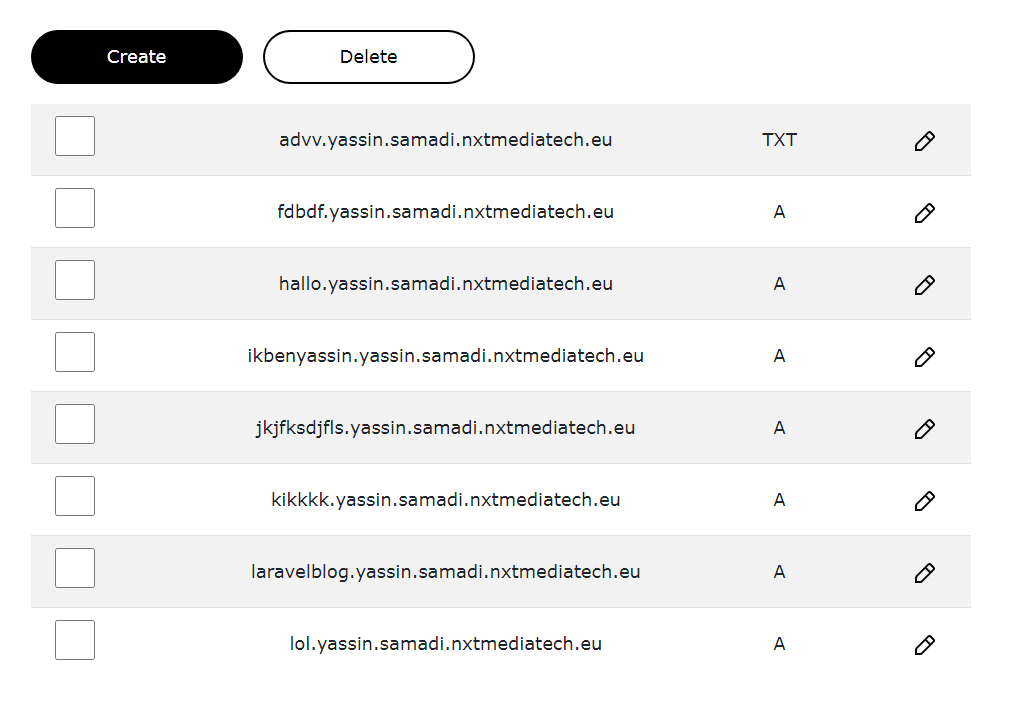 Create Delete
advv.yassin.samadi.nxtmediatech.eu TXT
fdbdf.yassin.samadi.nxtmediatech.eu A
hallo.yassin.samadi.nxtmediatech.eu A
ikbenyassin.yassin.samadi.nxtmediatech.eu A
jkjfksdjfls.yassin.samadi.nxtmediatech.eu A
kikkkk.yassin.samadi.nxtmediatech.eu A
laravelblog.yassin.samadi.nxtmediatech.eu A
lol.yassin.samadi.nxtmediatech.eu A